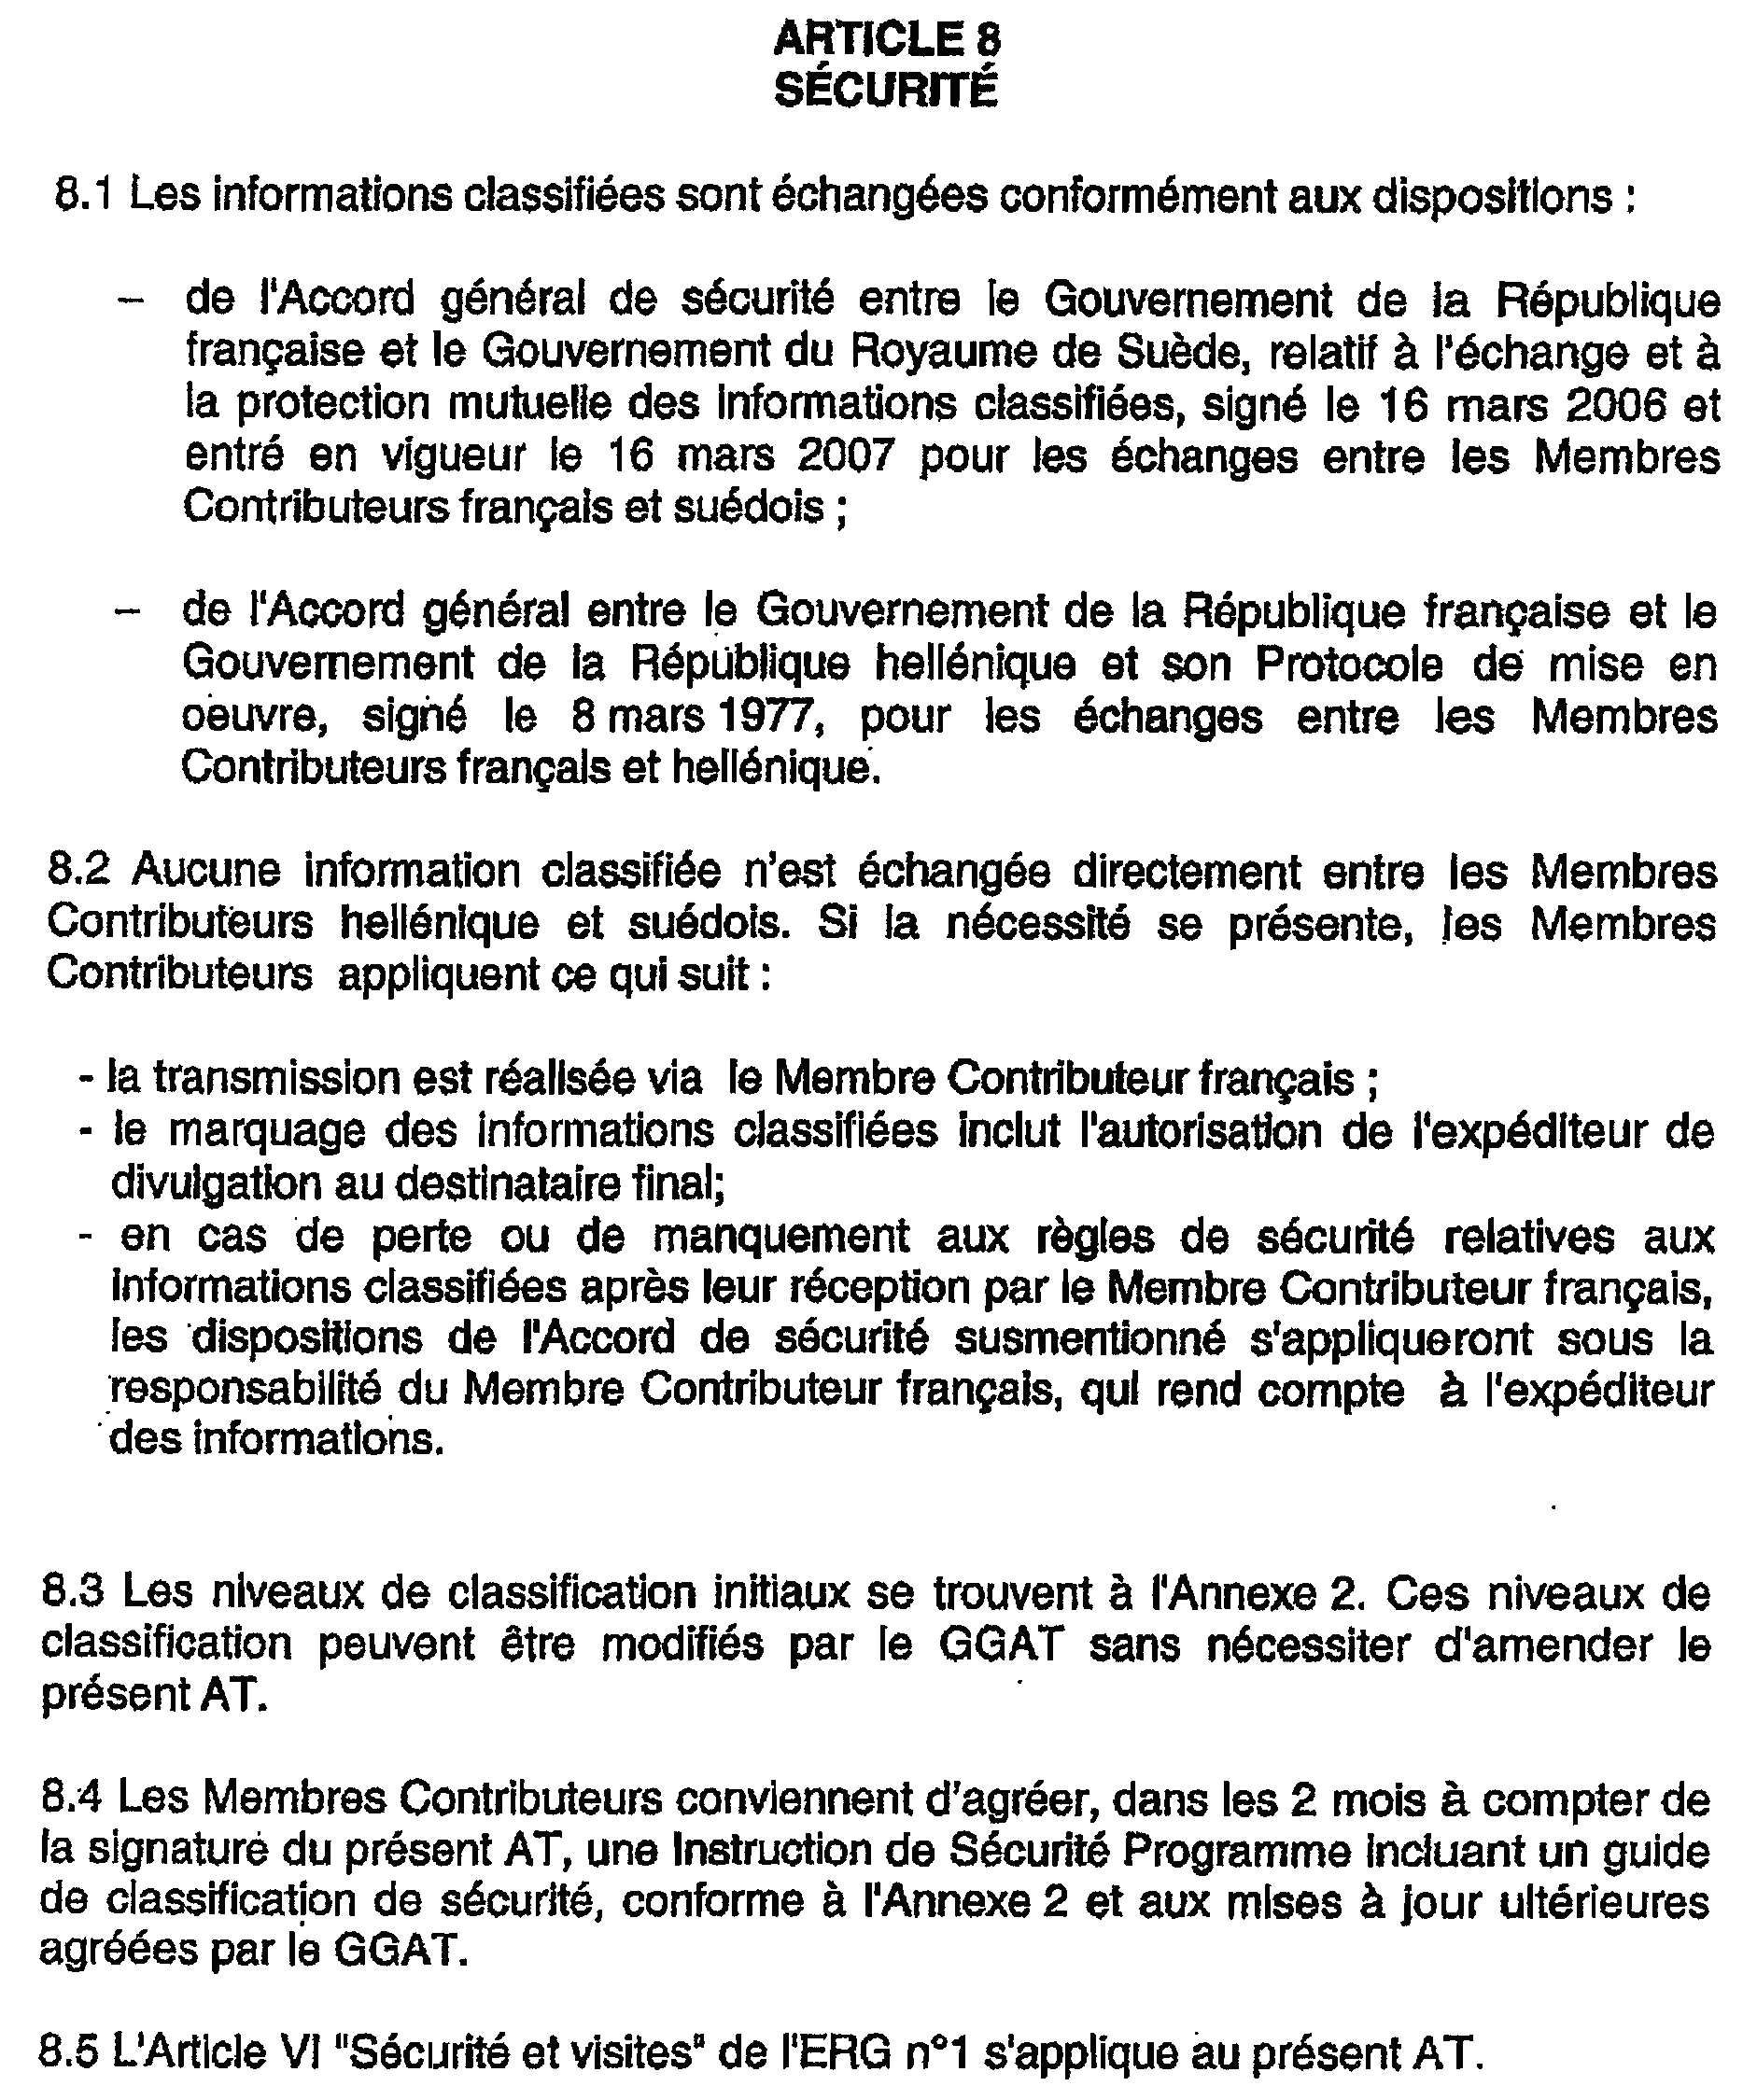 ARTICLE 8
SÉCURITÉ
8.1 Les informations classifiées sont échangées conformément aux dispositions :
– de l'Accord général de sécurité entre le Gouvernement de la République
française et le Gouvernement du Royaume de Suède, relatif à l'échange et à
la protection mutuelle des informations classifiées, signé le 16 mars 2006 et
entré en vigueur le 16 mars 2007 pour les échanges entre les Membres
Contributeurs français et suédois ;
– de l'Accord général entre le Gouvernement de la République française et le
Gouvernement de la République hellénique et son Protocole de mise en
oeuvre, signé le 8 mars 1977, pour les échanges entre les Membres
Contributeurs français et hellénique.
8.2 Aucune information classifiée n'est échangée directement entre les Membres
Contributeurs hellénique et suédois. Si la nécessité se présente, les Membres
Contributeurs appliquent ce qui suit :
- la transmission est réalisée via le Membre Contributeur français ;
- le marquage des informations classifiées inclut l'autorisation de l'expéditeur de
divulgation au destinataire final;
- en cas de perte ou de manquement aux règles de sécurité relatives aux
informations classifiées après leur réception par le Membre Contributeur français,
les dispositions de l'Accord de sécurité susmentionné s'appliqueront sous la
responsabilité du Membre Contributeur français, qui rend compte à l'expéditeur
des informations.
8.3 Les niveaux de classification initiaux se trouvent à l'Annexe 2. Ces niveaux de
classification peuvent être modifiés par le GGAT sans nécessiter d'amender le
présent AT.
8.4 Les Membres Contributeurs conviennent d'agréer, dans les 2 mois à compter de
la signature du présent AT, une Instruction de Sécurité Programme incluant un guide
de classification de sécurité, conforme à l'Annexe 2 et aux mises à jour ultérieures
agréées par le GGAT.
8.5 L'Article VI "Sécurité et visites" de l'ERG n°1 s'applique au présent AT.